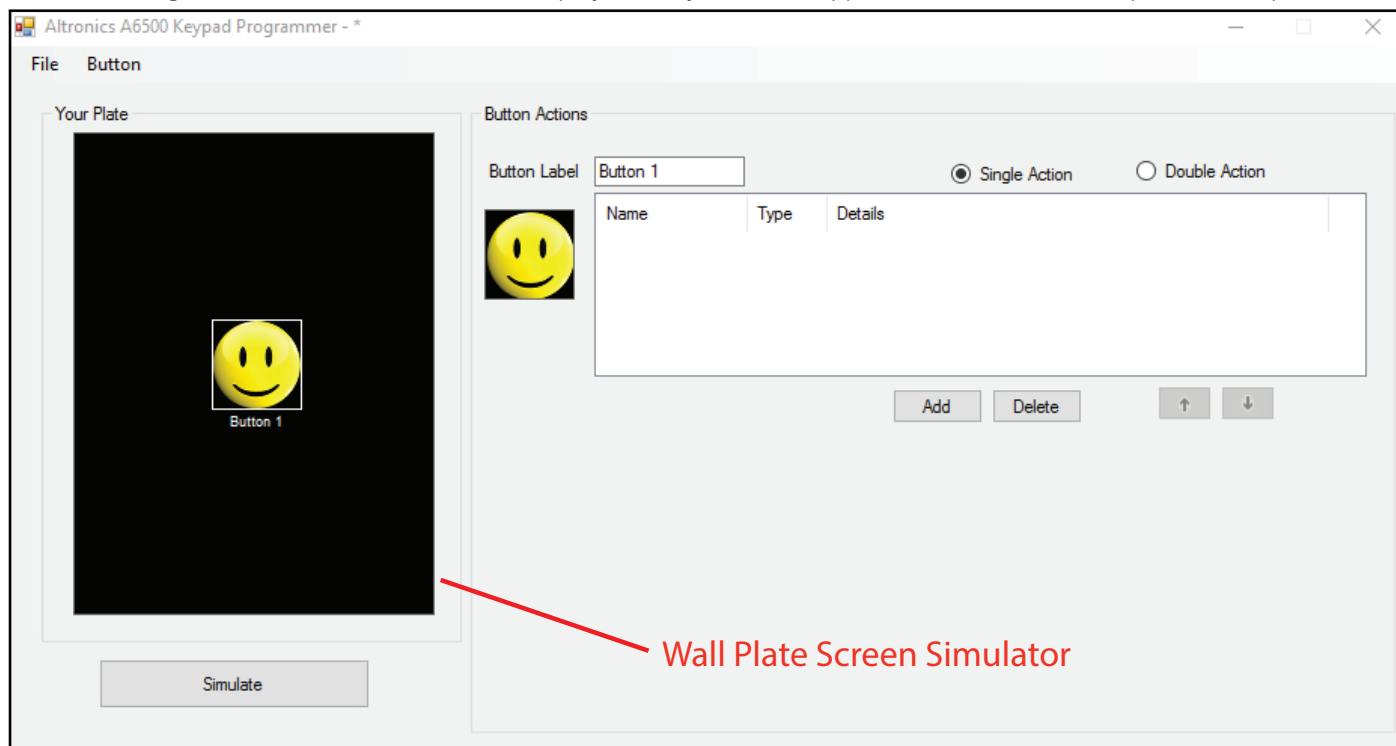 Altronics A6500 Keypad Programmer - *
File Button
Your Plate
Button 1
Simulate
Button Actions
Button Label Button 1 Single Action Double Action
Name Type Details
Add Delete ↑ ↓
Wall Plate Screen Simulator